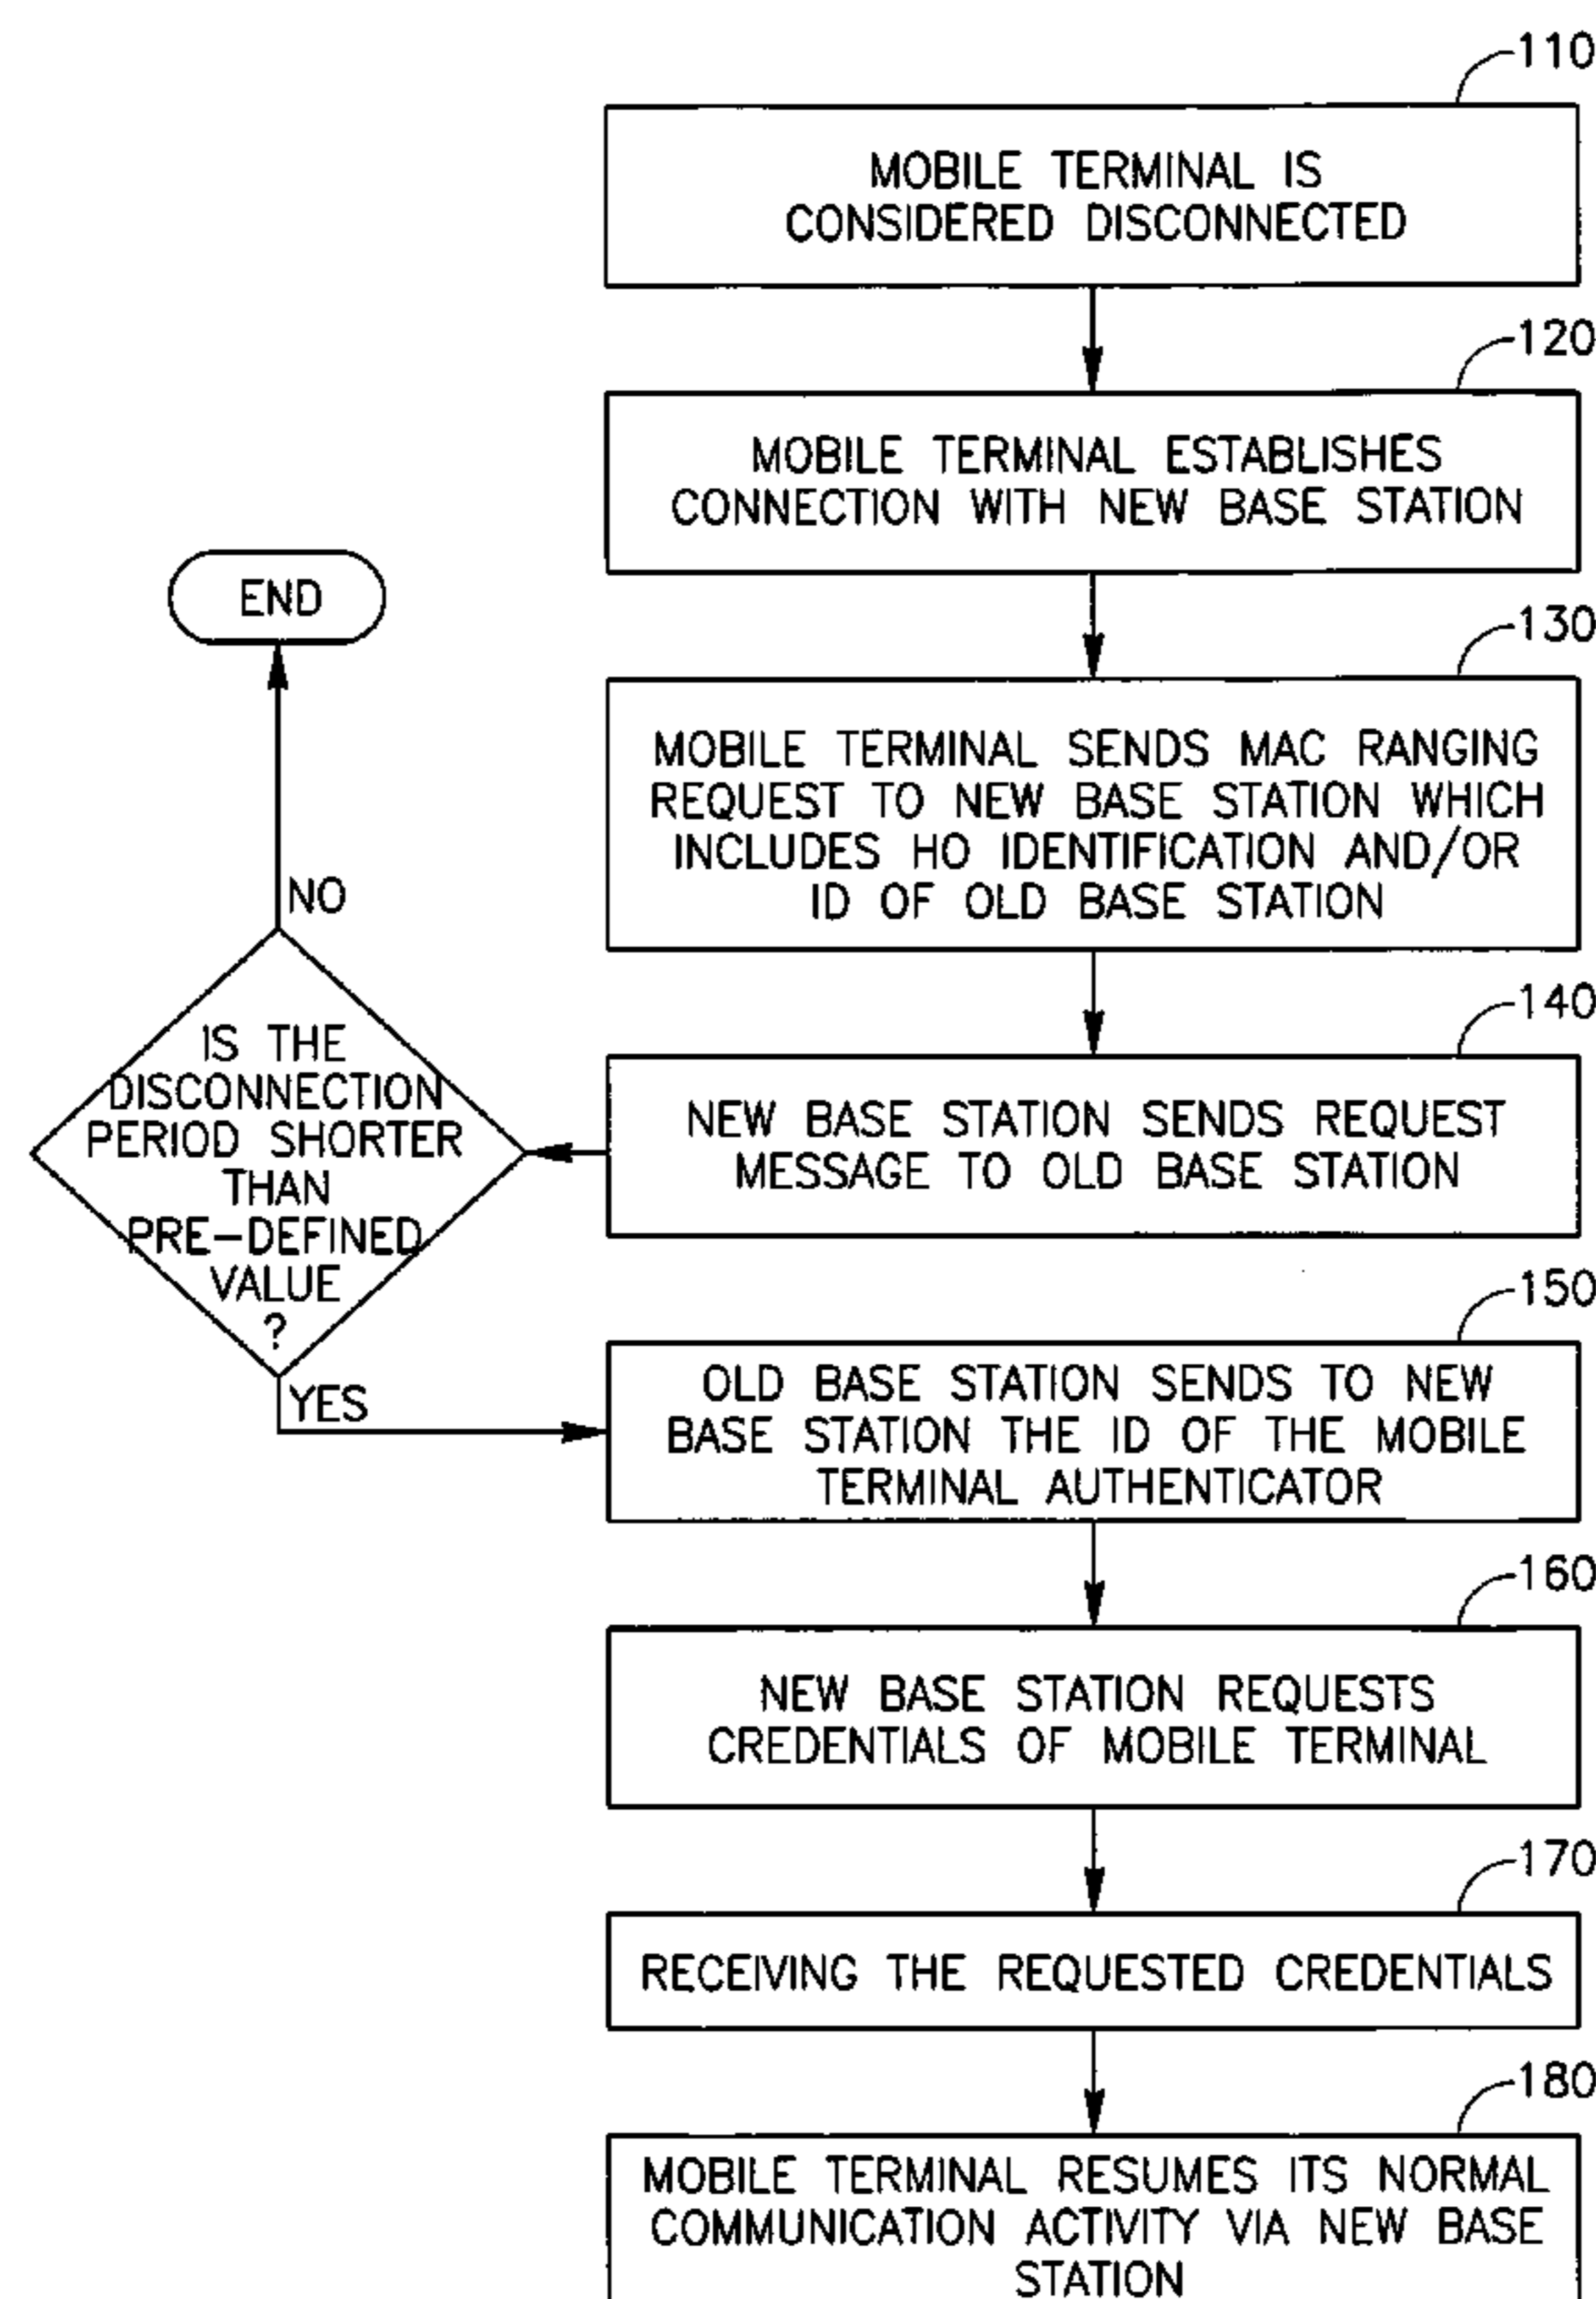 110
MOBILE TERMINAL IS
CONSIDERED DISCONNECTED
120
MOBILE TERMINAL ESTABLISHES
CONNECTION WITH NEW BASE STATION
130
MOBILE TERMINAL SENDS MAC RANGING
REQUEST TO NEW BASE STATION WHICH
INCLUDES HO IDENTIFICATION AND/OR
ID OF OLD BASE STATION
140
NEW BASE STATION SENDS REQUEST
MESSAGE TO OLD BASE STATION
IS THE
DISCONNECTION
PERIOD SHORTER
THAN
PRE-DEFINED
VALUE
?
NO
END
YES
150
OLD BASE STATION SENDS TO NEW
BASE STATION THE ID OF THE MOBILE
TERMINAL AUTHENTICATOR
160
NEW BASE STATION REQUESTS
CREDENTIALS OF MOBILE TERMINAL
170
RECEIVING THE REQUESTED CREDENTIALS
180
MOBILE TERMINAL RESUMES ITS NORMAL
COMMUNICATION ACTIVITY VIA NEW BASE
STATION